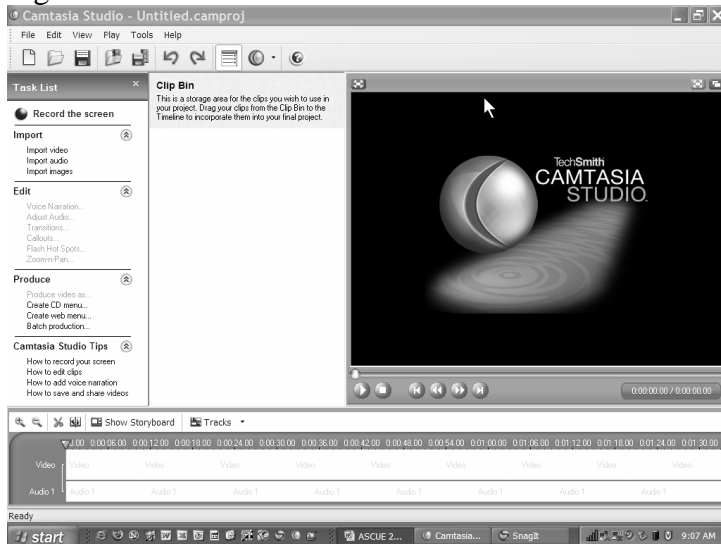 Camtasia Studio - Untitled.camproj
File Edit View Play Tools Help
Task List
Record the screen
Import
Import video
Import audio
Import images
Edit
Voice Narration...
Adjust Audio...
Transitions...
Callouts...
Flash Hot Spots...
Zoom-n-Pan...
Produce
Produce video as...
Create CD menu...
Create web menu...
Batch production...
Camtasia Studio Tips
How to record your screen
How to edit clips
How to add voice narration
How to save and share videos
Clip Bin
This is a storage area for the clips you wish to use in
your project. Drag your clips from the Clip Bin to the
Timeline to incorporate them into your final project.
TechSmith
CAMTASIA
STUDIO
0:00:00.00 / 0:00:00.00
Show Storyboard Tracks
0:00:06.00 0:00:12.00 0:00:18.00 0:00:24.00 0:00:30.00 0:00:36.00 0:00:42.00 0:00:48.00 0:00:54.00 0:01:00.00 0:01:06.00 0:01:12.00 0:01:18.00 0:01:24.00 0:01:30.00
Video Video Video Video Video Video Video Video Video Video
Audio 1 Audio 1 Audio 1 Audio 1 Audio 1 Audio 1 Audio 1 Audio 1 Audio 1
Ready
start ASCUE 2... Camtasia... SnagIt 9:07 AM